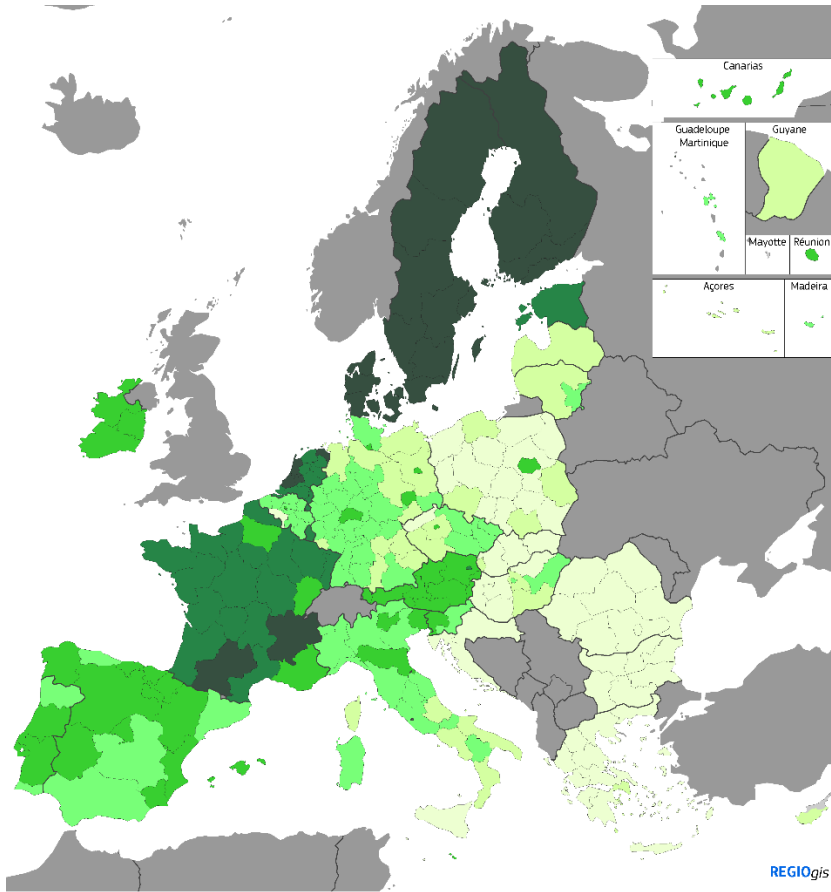 Canarias
Guadeloupe
Martinique
Guyane
Mayotte
Réunion
Açores
Madeira
REGIOgis